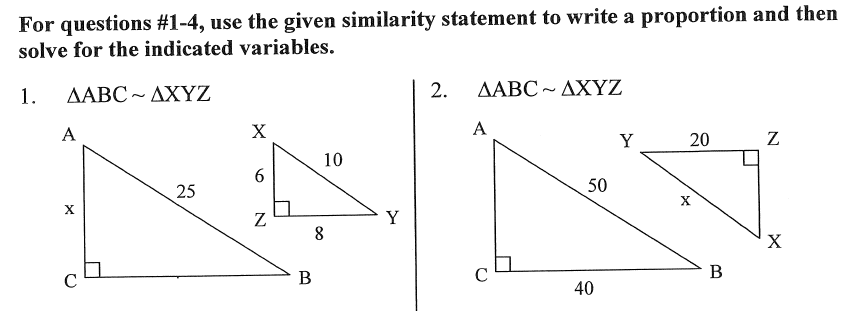 For questions #1-4, use the given similarity statement to write a proportion and then
solve for the indicated variables.
1. ΔABC ~ ΔXYZ
A
X
10
6
25
x
Z
Y
8
C
B
2. ΔABC ~ ΔXYZ
A
Y
20
Z
50
x
X
C
B
40